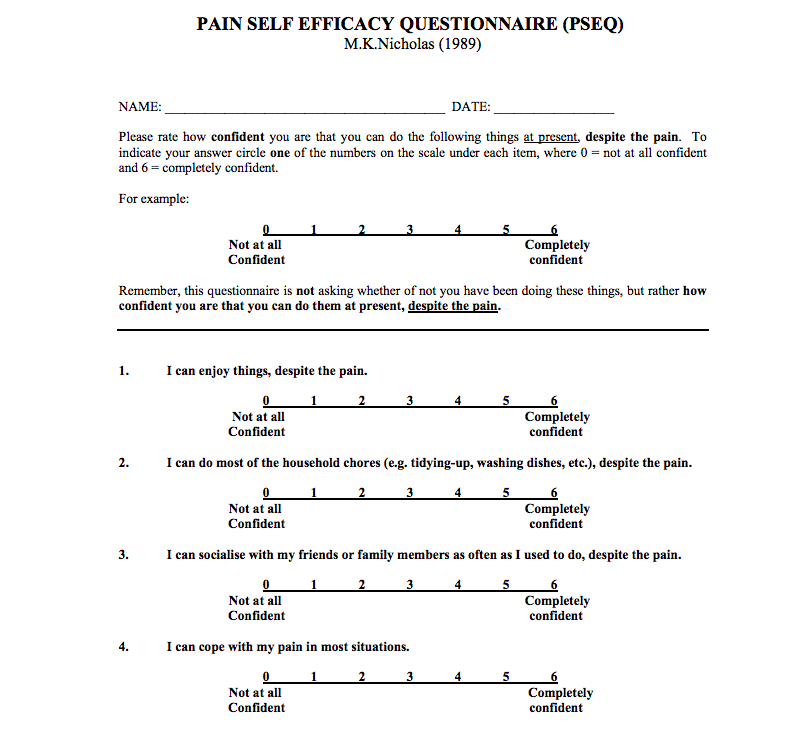 PAIN SELF EFFICACY QUESTIONNAIRE (PSEQ)
M.K.Nicholas (1989)
NAME: ________________________________________ DATE: _________________
Please rate how confident you are that you can do the following things at present, despite the pain. To
indicate your answer circle one of the numbers on the scale under each item, where 0 = not at all confident
and 6 = completely confident.
For example:
0 1 2 3 4 5 6
Not at all Completely
Confident confident
Remember, this questionnaire is not asking whether of not you have been doing these things, but rather how
confident you are that you can do them at present, despite the pain.
1. I can enjoy things, despite the pain.
0 1 2 3 4 5 6
Not at all Completely
Confident confident
2. I can do most of the household chores (e.g. tidying-up, washing dishes, etc.), despite the pain.
0 1 2 3 4 5 6
Not at all Completely
Confident confident
3. I can socialise with my friends or family members as often as I used to do, despite the pain.
0 1 2 3 4 5 6
Not at all Completely
Confident confident
4. I can cope with my pain in most situations.
0 1 2 3 4 5 6
Not at all Completely
Confident confident